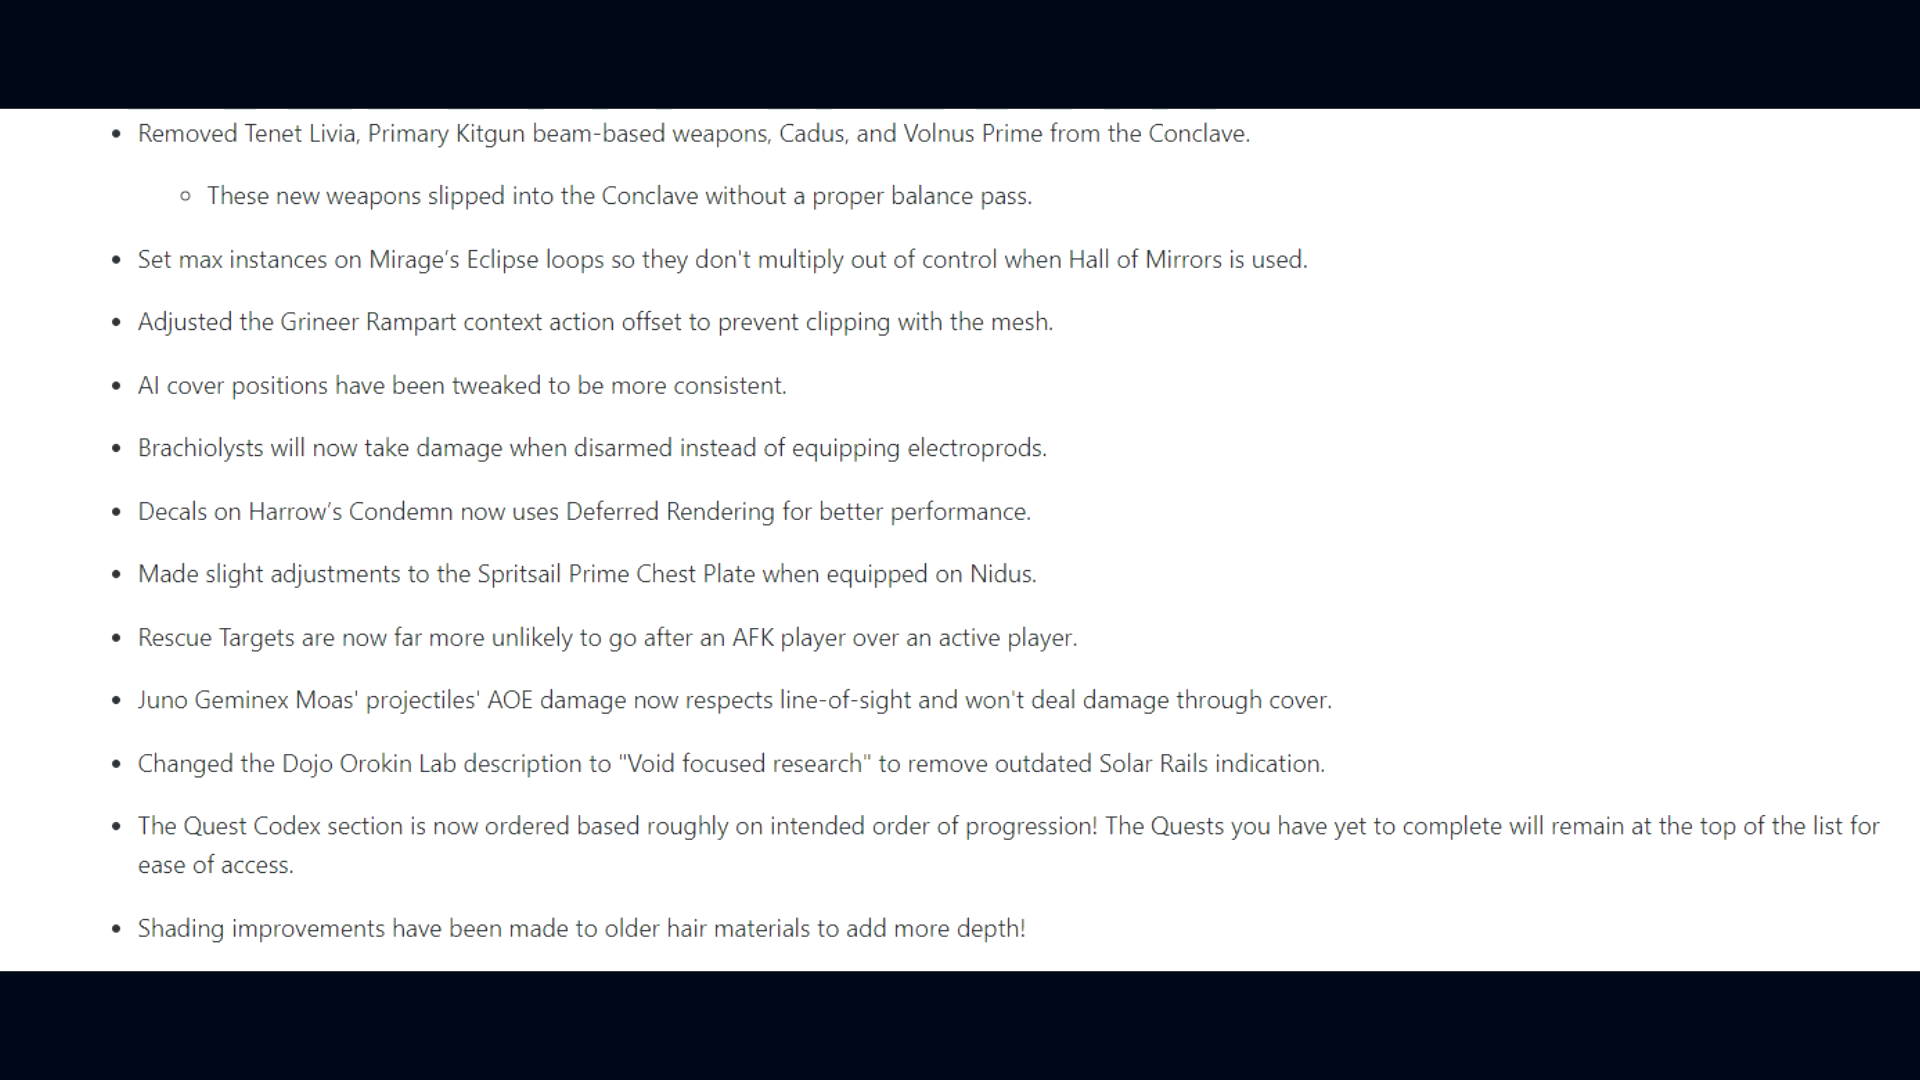 Removed Tenet Livia, Primary Kitgun beam-based weapons, Cadus, and Volnus Prime from the Conclave.
These new weapons slipped into the Conclave without a proper balance pass.
Set max instances on Mirage’s Eclipse loops so they don't multiply out of control when Hall of Mirrors is used.
Adjusted the Grineer Rampart context action offset to prevent clipping with the mesh.
AI cover positions have been tweaked to be more consistent.
Brachiolysts will now take damage when disarmed instead of equipping electroprods.
Decals on Harrow’s Condemn now uses Deferred Rendering for better performance.
Made slight adjustments to the Spritsail Prime Chest Plate when equipped on Nidus.
Rescue Targets are now far more unlikely to go after an AFK player over an active player.
Juno Geminex Moas' projectiles' AOE damage now respects line-of-sight and won't deal damage through cover.
Changed the Dojo Orokin Lab description to "Void focused research" to remove outdated Solar Rails indication.
The Quest Codex section is now ordered based roughly on intended order of progression! The Quests you have yet to complete will remain at the top of the list for
ease of access.
Shading improvements have been made to older hair materials to add more depth!